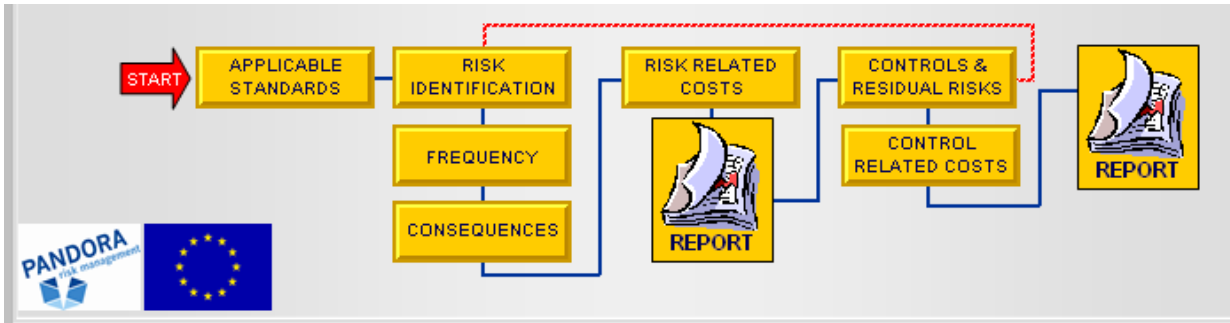 START
APPLICABLE
STANDARDS
RISK
IDENTIFICATION
FREQUENCY
CONSEQUENCES
RISK RELATED
COSTS
REPORT
CONTROLS &
RESIDUAL RISKS
CONTROL
RELATED COSTS
REPORT
PANDORA
risk management